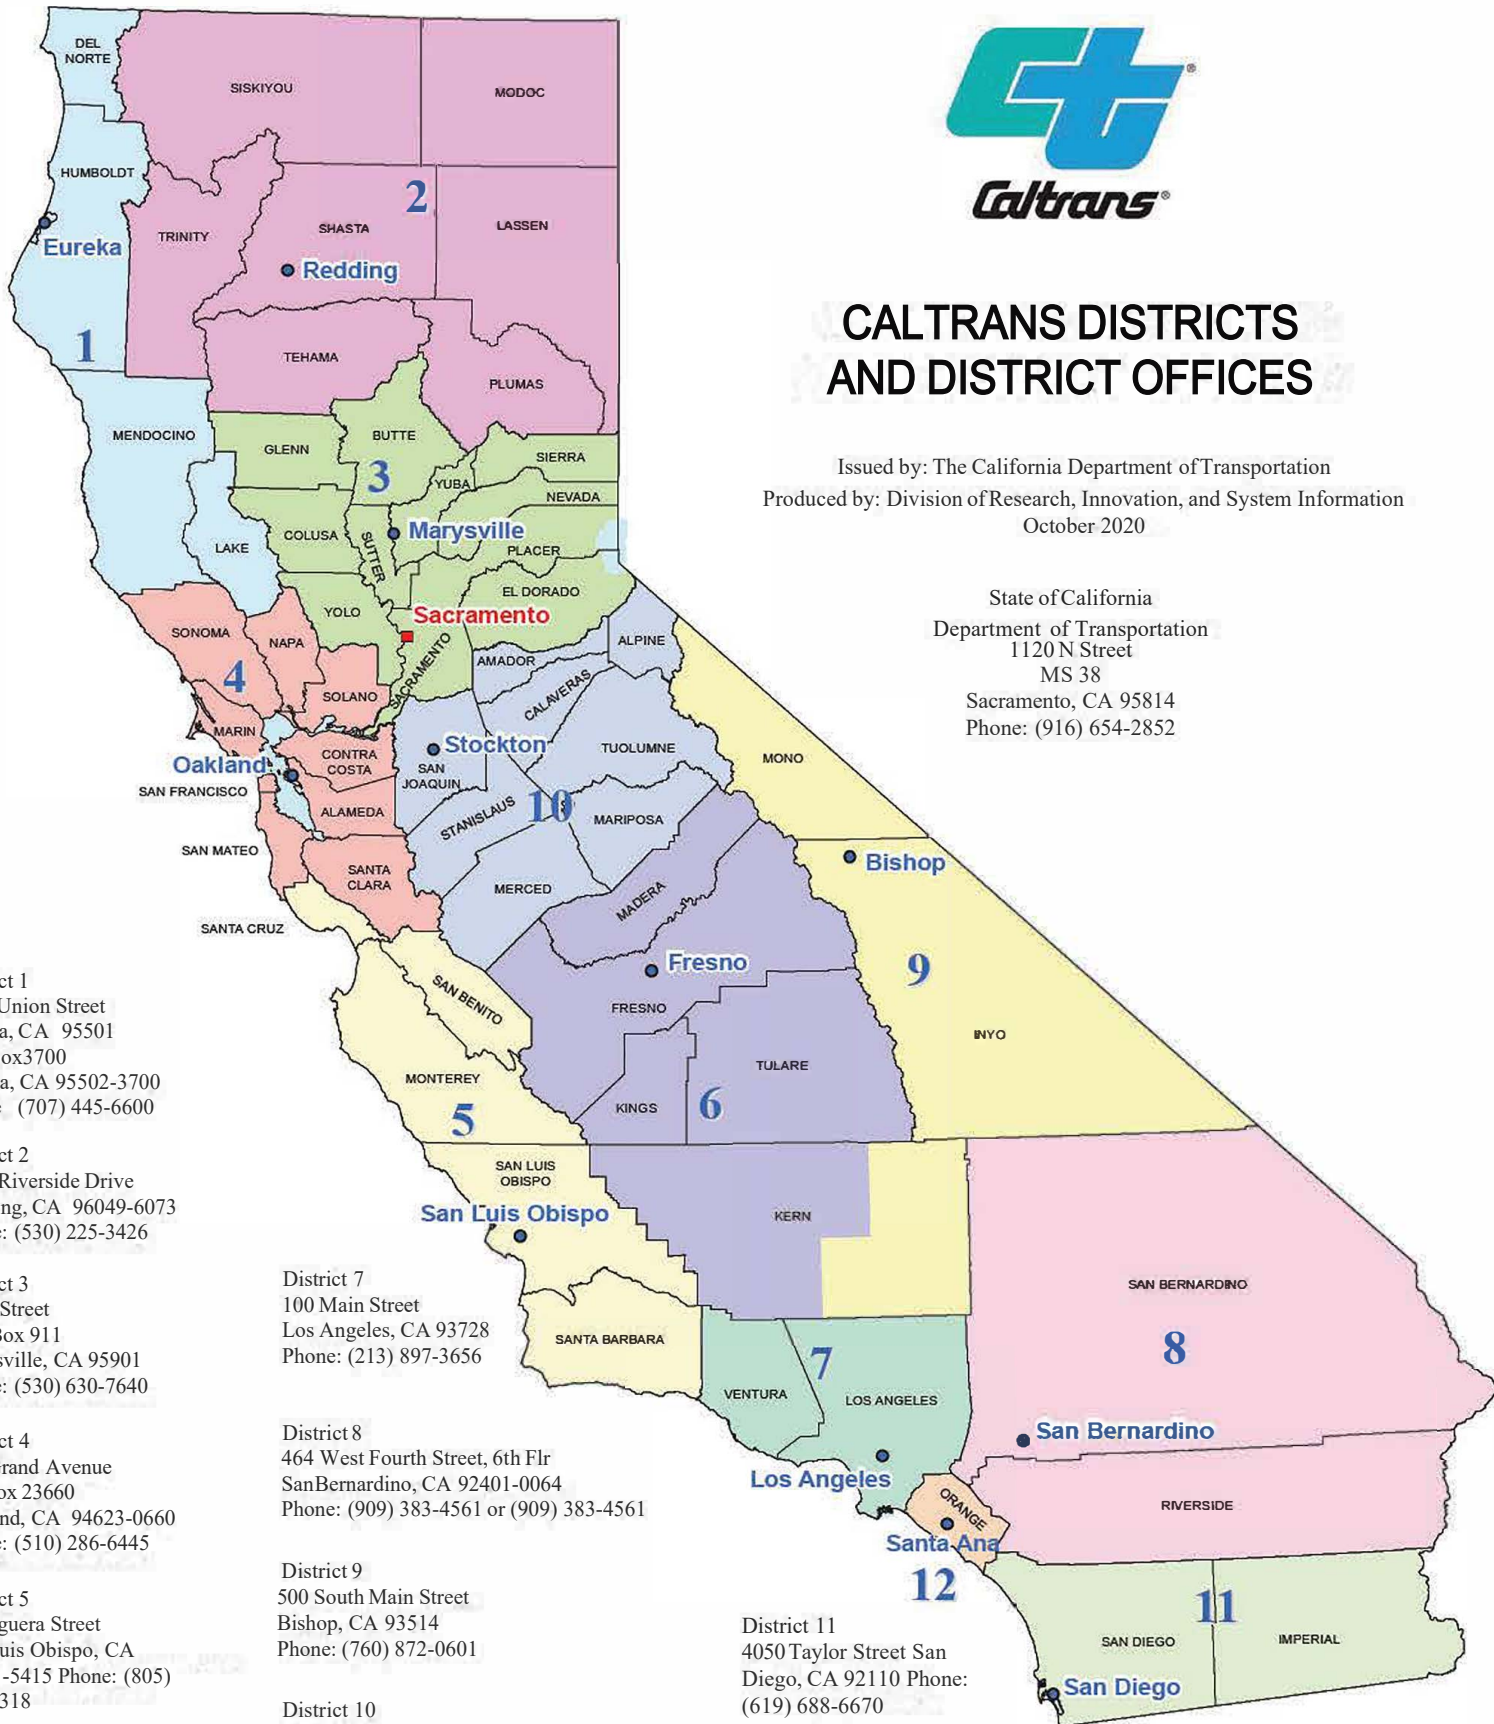 Caltrans®
CALTRANS DISTRICTS
AND DISTRICT OFFICES
Issued by: The California Department of Transportation
Produced by: Division of Research, Innovation, and System Information
October 2020
State of California
Department of Transportation
1120 N Street
MS 38
Sacramento, CA 95814
Phone: (916) 654-2852
DEL
NORTE
SISKIYOU
MODOC
HUMBOLDT
2
TRINITY
SHASTA
LASSEN
Eureka
Redding
1
TEHAMA
PLUMAS
MENDOCINO
GLENN
BUTTE
SIERRA
3
YUBA
NEVADA
COLUSA
SUTTER
Marysville
LAKE
PLACER
EL DORADO
YOLO
Sacramento
SONOMA
NAPA
ALPINE
AMADOR
SACRAMENTO
4
SOLANO
CALAVERAS
MARIN
Stockton
TUOLUMNE
CONTRA
COSTA
MONO
Oakland
SAN
JOAQUIN
SAN FRANCISCO
ALAMEDA
STANISLAUS
10
MARIPOSA
SAN MATEO
SANTA
CLARA
Bishop
MERCED
MADERA
SANTA CRUZ
Fresno
9
SAN BENITO
FRESNO
INYO
TULARE
MONTEREY
KINGS
5
6
SAN LUIS
OBISPO
San Luis Obispo
KERN
SAN BERNARDINO
SANTA BARBARA
7
8
VENTURA
LOS ANGELES
San Bernardino
Los Angeles
ORANGE
RIVERSIDE
Santa Ana
12
11
SAN DIEGO
IMPERIAL
San Diego
ct 1
Union Street
a, CA 95501
ox3700
a, CA 95502-3700
e (707) 445-6600
ct 2
Riverside Drive
ng, CA 96049-6073
e: (530) 225-3426
ct 3
Street
Box 911
sville, CA 95901
e: (530) 630-7640
ct 4
rand Avenue
ox 23660
nd, CA 94623-0660
e: (510) 286-6445
ct 5
guera Street
uis Obispo, CA
-5415 Phone: (805)
318
District 7
100 Main Street
Los Angeles, CA 93728
Phone: (213) 897-3656
District 8
464 West Fourth Street, 6th Flr
SanBernardino, CA 92401-0064
Phone: (909) 383-4561 or (909) 383-4561
District 9
500 South Main Street
Bishop, CA 93514
Phone: (760) 872-0601
District 10
District 11
4050 Taylor Street San
Diego, CA 92110 Phone:
(619) 688-6670